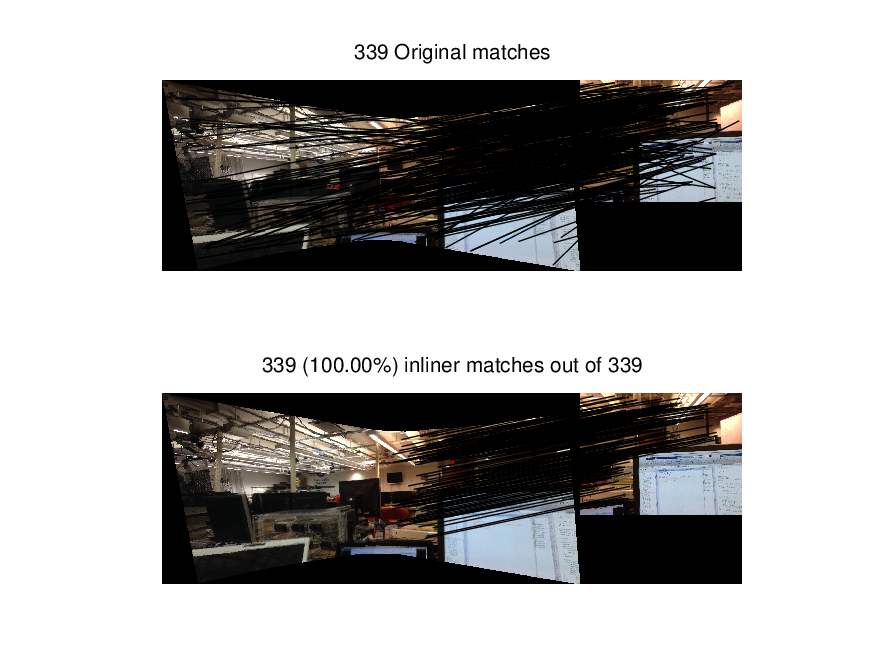 339 Original matches
339 (100.00%) inliner matches out of 339